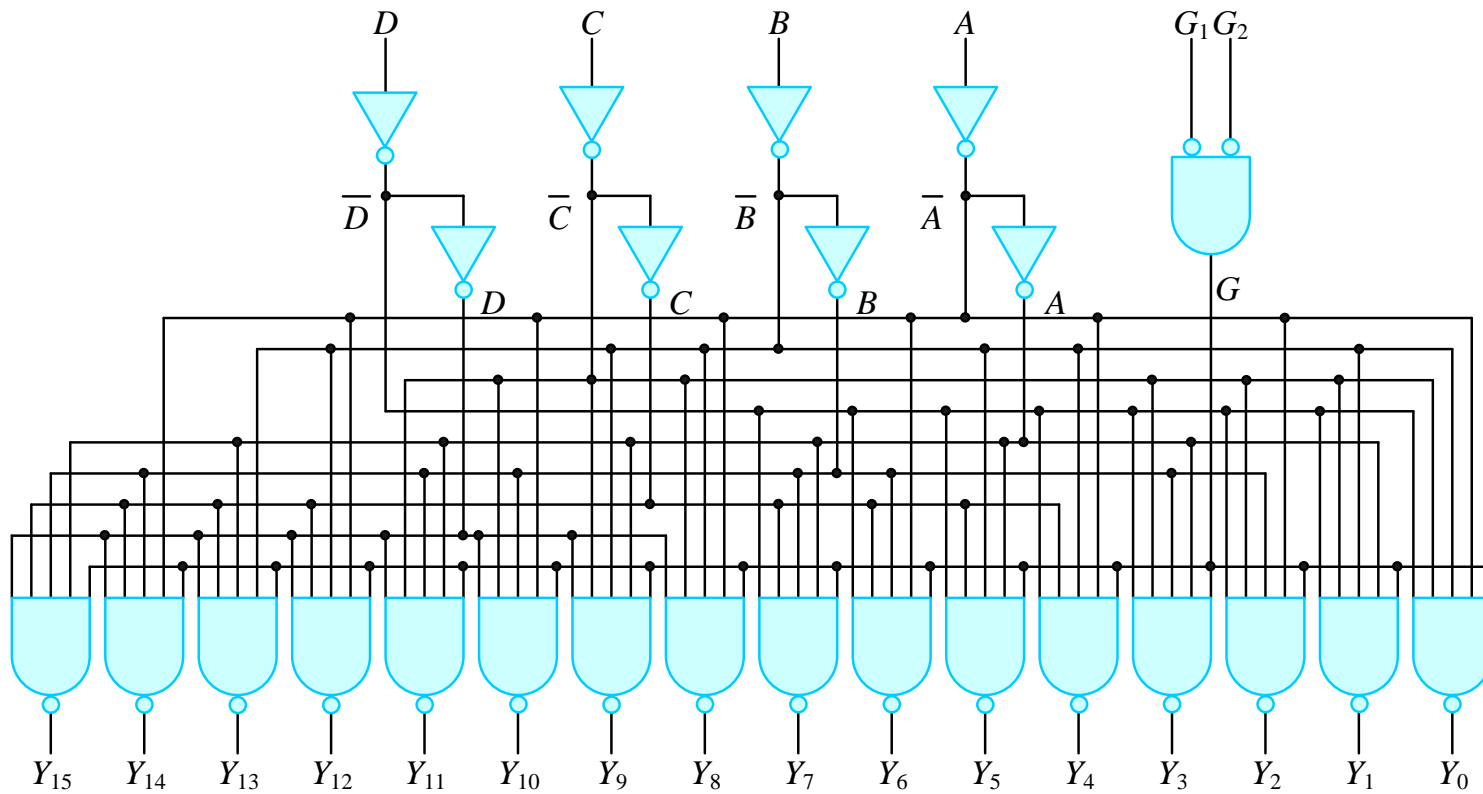 D C B A G₁ G₂
D̅ C̅ B̅ A̅
D C B A G
Y₁₅ Y₁₄ Y₁₃ Y₁₂ Y₁₁ Y₁₀ Y₉ Y₈ Y₇ Y₆ Y₅ Y₄ Y₃ Y₂ Y₁ Y₀